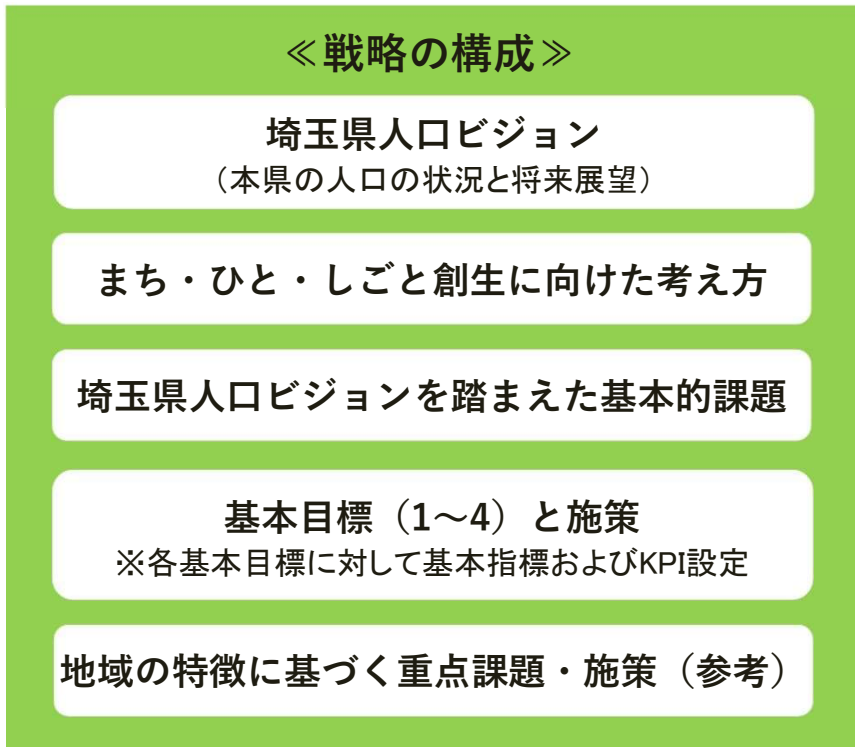 ≪戦略の構成≫
埼玉県人口ビジョン
（本県の人口の状況と将来展望）
まち・ひと・しごと創生に向けた考え方
埼玉県人口ビジョンを踏まえた基本的課題
基本目標（1～4）と施策
※各基本目標に対して基本指標およびKPI設定
地域の特徴に基づく重点課題・施策（参考）